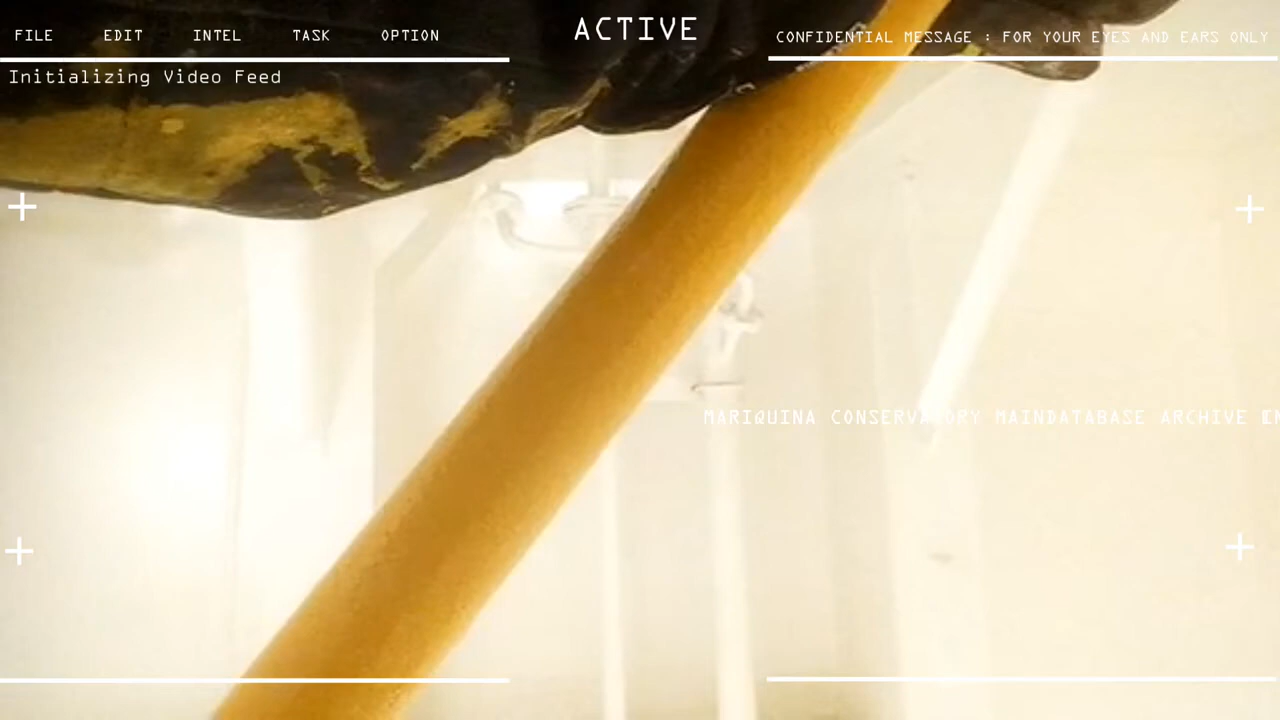 FILE EDIT INTEL TASK OPTION
ACTIVE
CONFIDENTIAL MESSAGE : FOR YOUR EYES AND EARS ONLY
Initializing Video Feed
MARIQUINA CONSERVATORY MAINDATABASE ARCHIVE